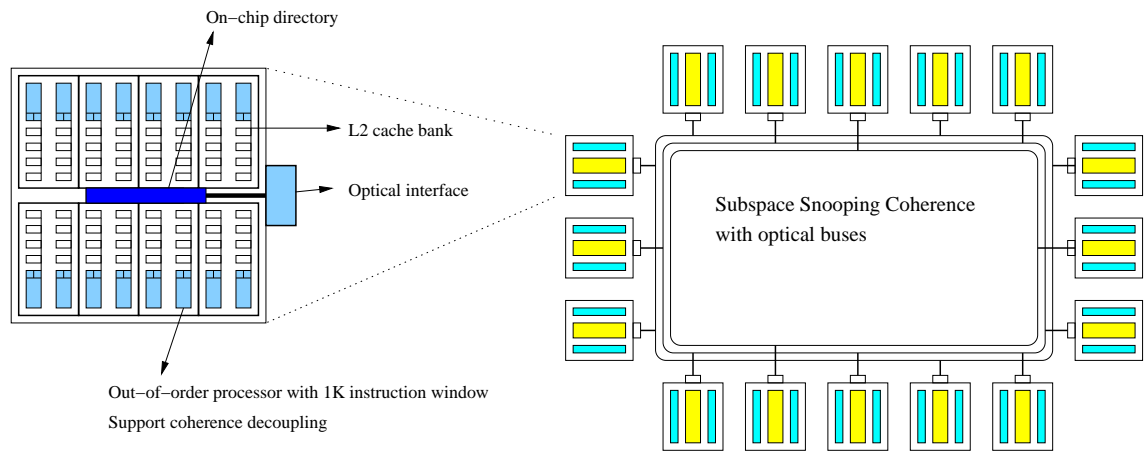 On−chip directory
L2 cache bank
Optical interface
Out−of−order processor with 1K instruction window
Support coherence decoupling
Subspace Snooping Coherence
with optical buses